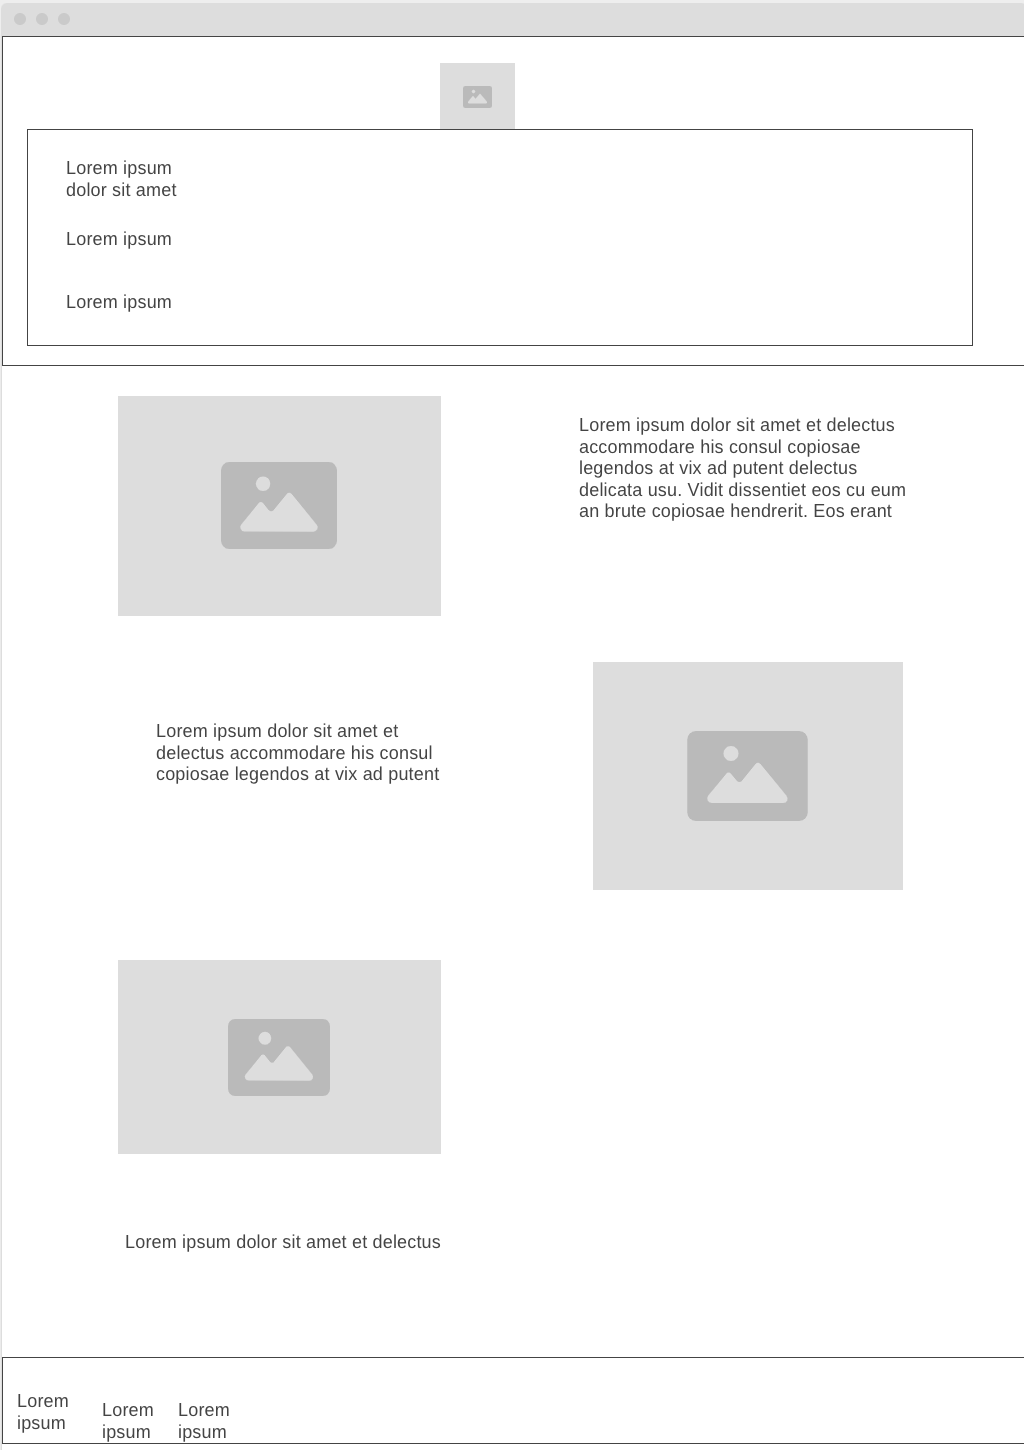 Lorem ipsum
dolor sit amet
Lorem ipsum
Lorem ipsum
Lorem ipsum dolor sit amet et delectus
accommodare his consul copiosae
legendos at vix ad putent delectus
delicata usu. Vidit dissentiet eos cu eum
an brute copiosae hendrerit. Eos erant
Lorem ipsum dolor sit amet et
delectus accommodare his consul
copiosae legendos at vix ad putent
Lorem ipsum dolor sit amet et delectus
Lorem
ipsum
Lorem
ipsum
Lorem
ipsum